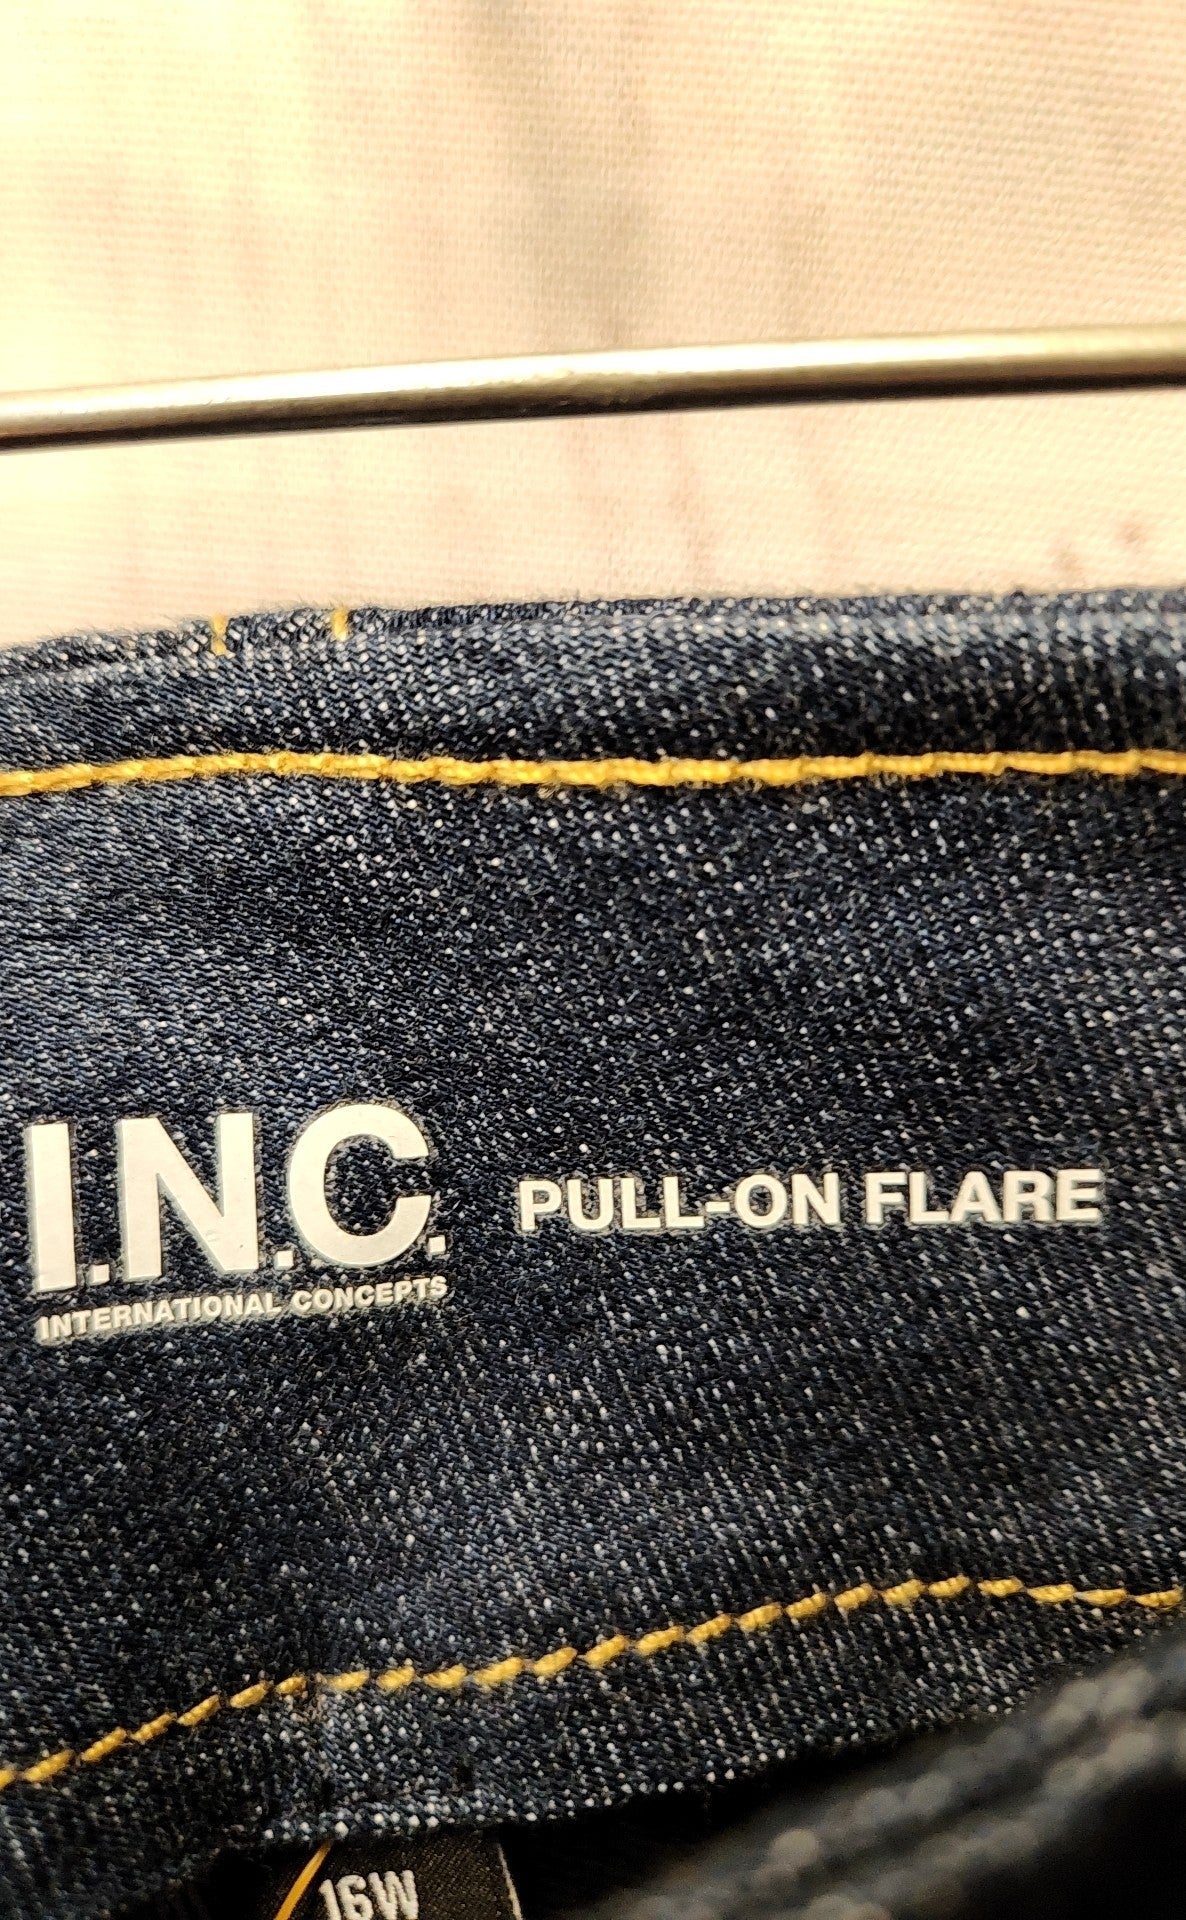 I.N.C. PULL-ON FLARE
INTERNATIONAL CONCEPTS
16W